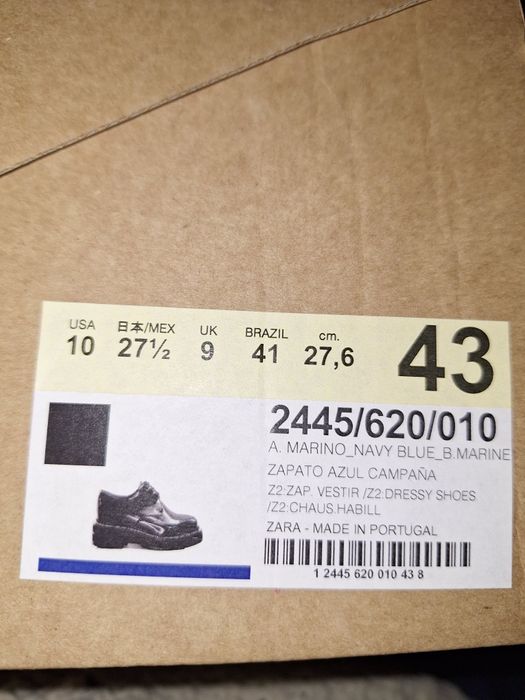 USA 日本/MEX UK BRAZIL cm.
10 27½ 9 41 27,6 43
2445/620/010
A. MARINO_NAVY BLUE_B.MARINE
ZAPATO AZUL CAMPAÑA
Z2:ZAP. VESTIR /Z2:DRESSY SHOES
/Z2:CHAUS.HABILL
ZARA - MADE IN PORTUGAL
1 2445 620 010 43 8